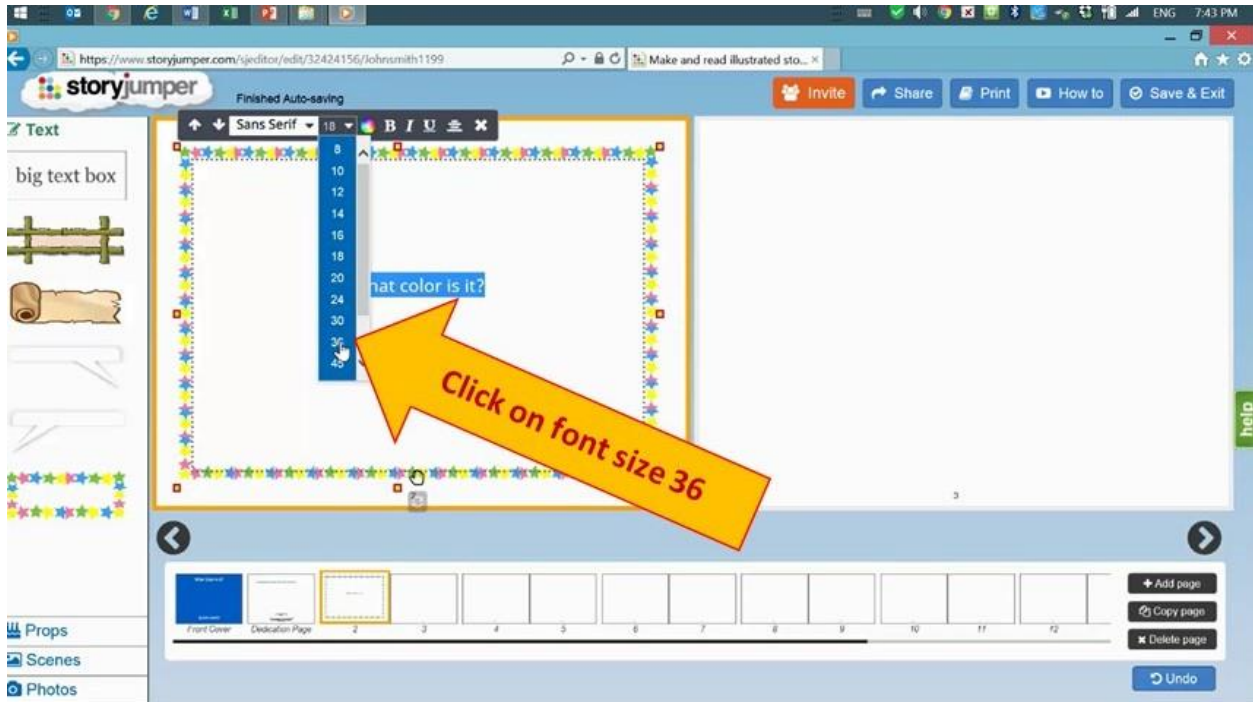 ENG 7:43 PM
https://www.storyjumper.com/sjeditor/edit/32424156/Johnsmith1199
Make and read illustrated sto...
storyjumper
Finished Auto-saving
Invite
Share
Print
How to
Save & Exit
Text
Sans Serif
18
B I U
8
10
12
14
16
18
20
24
30
36
45
big text box
hat color is it?
Click on font size 36
help
3
Front Cover
Dedication Page
2
3
4
5
6
7
8
9
10
11
12
+ Add page
Copy page
Delete page
Props
Scenes
Photos
Undo